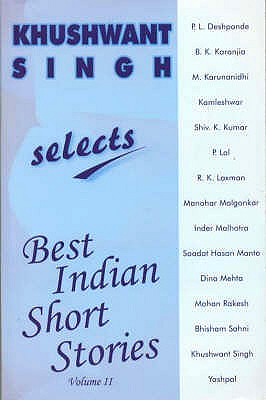 KHUSHWANT
SINGH
selects
Best
Indian
Short
Stories
Volume II
P. L. Deshpande
B. K. Karanjia
M. Karunanidhi
Kamleshwar
Shiv. K. Kumar
P. Lal
R. K. Laxman
Manohar Malgonkar
Inder Malhotra
Saadat Hasan Manto
Dina Mehta
Mohan Rakesh
Bhisham Sahni
Khushwant Singh
Yashpal